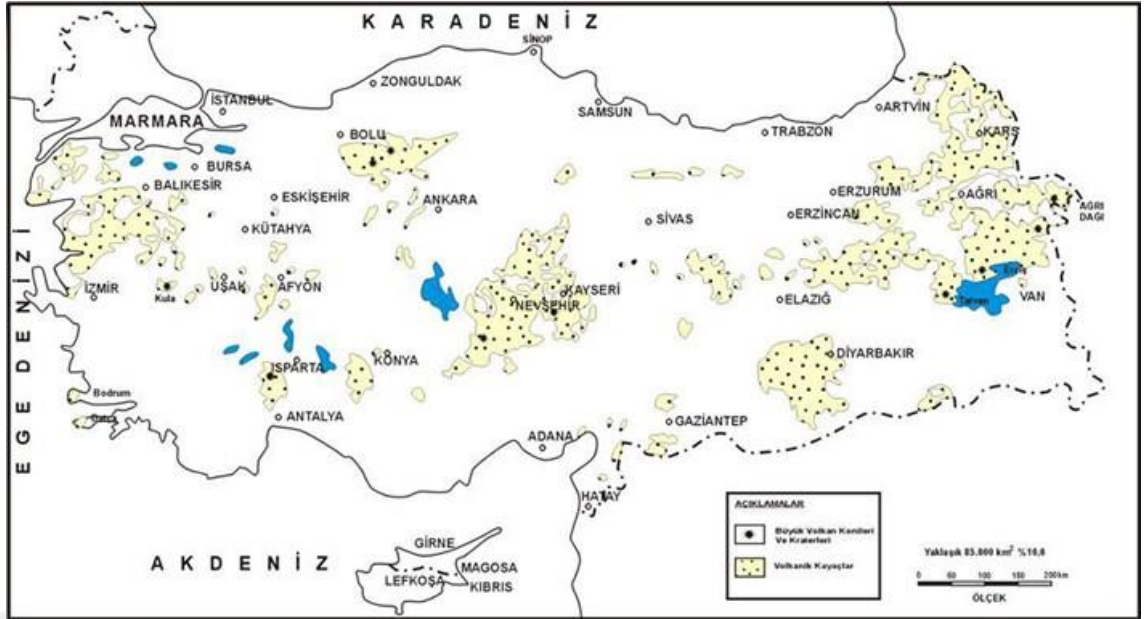 K A R A D E N İ Z
SİNOP
ZONGULDAK
İSTANBUL
SAMSUN
ARTVİN
MARMARA
BOLU
TRABZON
KARS
BURSA
BALIKESİR
ESKİŞEHİR
ANKARA
ERZURUM
AĞRI
AĞRI
DAĞI
KÜTAHYA
SİVAS
ERZİNCAN
E G E D E N İ Z İ
İZMİR
Kula
UŞAK
AFYON
NEVŞEHİR
KAYSERİ
ELAZIĞ
Tatvan
VAN
ISPARTA
KONYA
DİYARBAKIR
Bodrum
Datça
ANTALYA
ADANA
GAZİANTEP
HATAY
A K D E N İ Z
GİRNE
LEFKOŞA
MAGOSA
KIBRIS
AÇIKLAMALAR
Büyük Volkan Konileri
Ve Kraterleri
Volkanik Kayaçlar
Yaklaşık 85.000 km2 %10,6
0 50 100 150 200km
ÖLÇEK